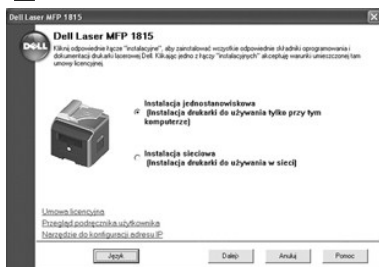 Dell Laser MFP 1815
Dell Laser MFP 1815
DELL
Kliknij odpowiednie łącze "instalacyjne", aby zainstalować wszystkie odpowiednie składniki oprogramowania i
dokumentacji drukarki laserowej Dell. Klikając jedno z łączy "instalacyjnych" akceptuję warunki umieszczonej tam
umowy licencyjnej.
Instalacja jednostanowiskowa
(Instalacja drukarki do używania tylko przy tym
komputerze)
Instalacja sieciowa
(Instalacja drukarki do używania w sieci)
Umowa licencyjna
Przegląd podręcznika użytkownika
Narzędzie do konfiguracji adresu IP
Język
Dalej>
Anuluj
Pomoc